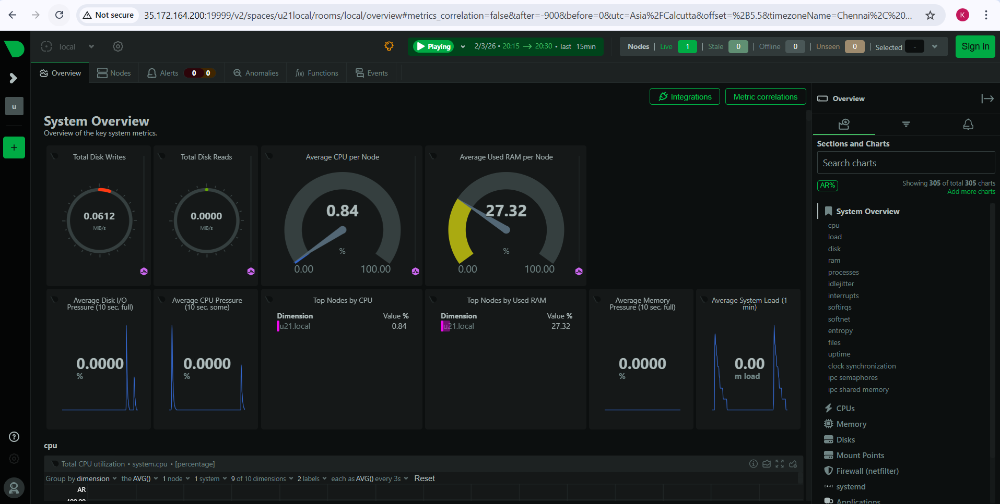 Not secure
35.172.164.200:19999/v2/spaces/u21local/rooms/local/overview#metrics_correlation=false&after=-900&before=0&utc=Asia%2FCalcutta&offset=%2B5.5&timezoneName=Chennai%2C%20...
K
local
Playing
2/3/26 • 20:15 → 20:30 • last 15min
Nodes Live 1 Stale 0 Offline 0 Unseen 0 Selected -
Sign in
Overview
Nodes
Alerts 0 0
Anomalies
f(x) Functions
Events
u
+
Integrations
Metric correlations
System Overview
Overview of the key system metrics.
Total Disk Writes
0.0612
MiB/s
Total Disk Reads
0.0000
MiB/s
Average CPU per Node
0.84
%
0.00 100.00
Average Used RAM per Node
27.32
%
0.00 100.00
Average Disk I/O
Pressure (10 sec, full)
0.0000
%
Average CPU Pressure
(10 sec, some)
0.0000
%
Top Nodes by CPU
Dimension Value %
u21.local 0.84
Top Nodes by Used RAM
Dimension Value %
u21.local 27.32
Average Memory
Pressure (10 sec, full)
0.0000
%
Average System Load (1
min)
0.00
m load
cpu
Total CPU utilization • system.cpu • [percentage]
Group by dimension the AVG() 1 node 1 system 9 of 10 dimensions 2 labels each as AVG() every 3s Reset
AR
100.00
Overview
Sections and Charts
Search charts
AR%
Showing 305 of total 305 charts
Add more charts
System Overview
cpu
load
disk
ram
processes
idlejitter
interrupts
softirqs
softnet
entropy
files
uptime
clock synchronization
ipc semaphores
ipc shared memory
CPUs
Memory
Disks
Mount Points
Firewall (netfilter)
systemd
Applications